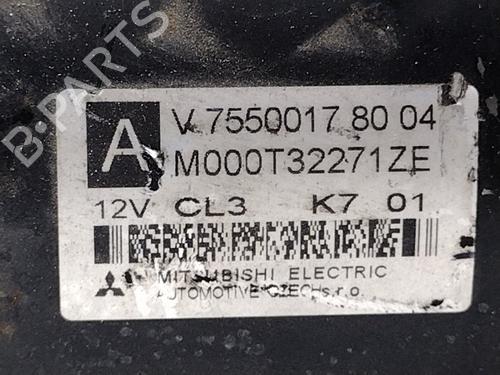 B-PARTS
A
V 7550017 80 04
M000T32271ZE
12V CL3 K7 01
MITSUBISHI ELECTRIC
AUTOMOTIVE CZECH s.r.o.